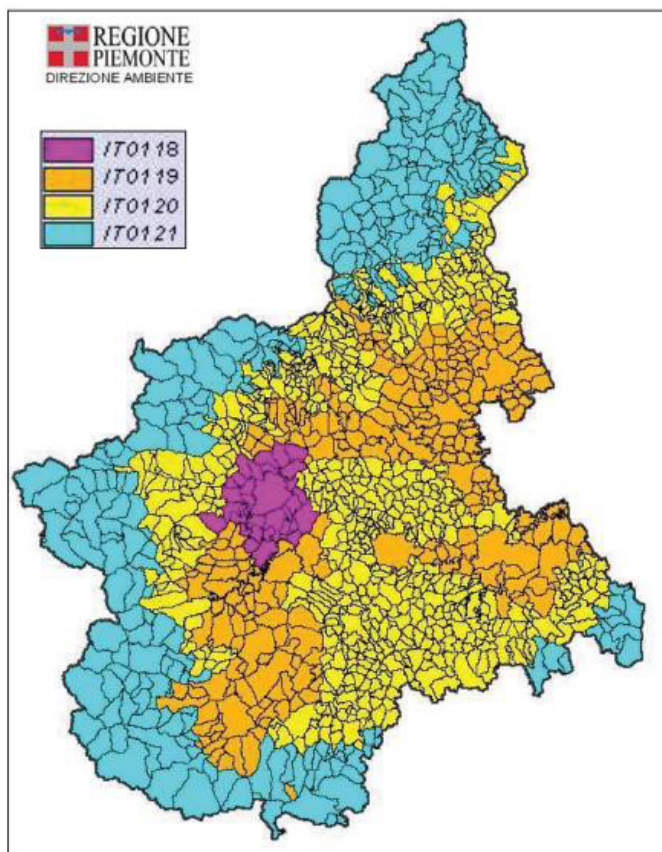 REGIONE
PIEMONTE
DIREZIONE AMBIENTE
IT0118
IT0119
IT0120
IT0121